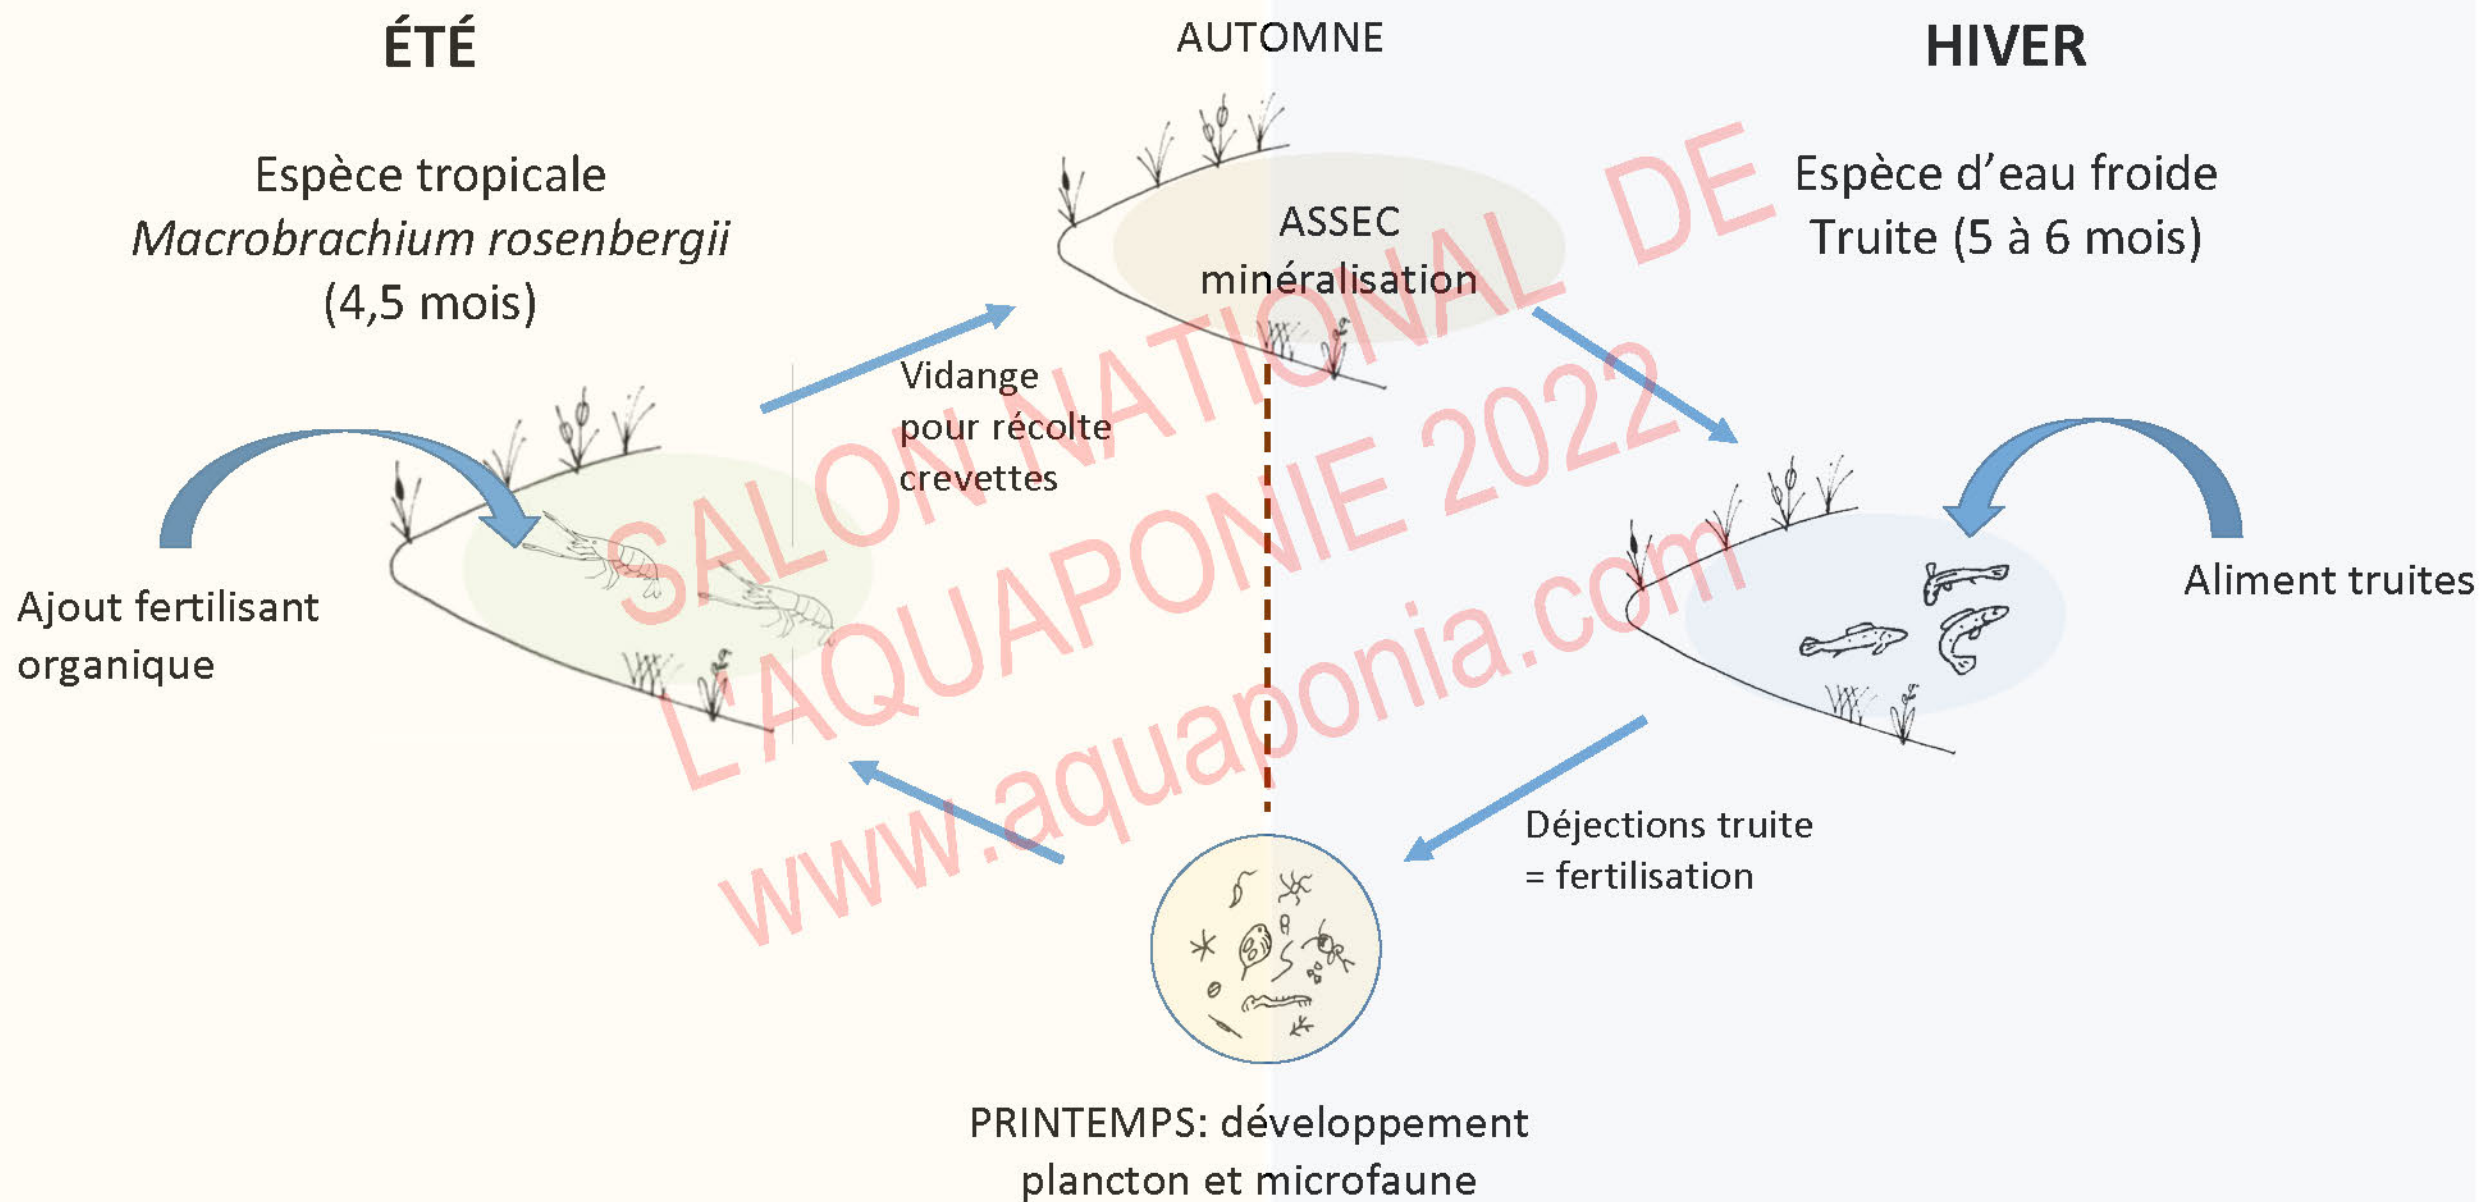 ÉTÉ
Espèce tropicale
Macrobrachium rosenbergii
(4,5 mois)
Ajout fertilisant
organique
Vidange
pour récolte
crevettes
AUTOMNE
ASSEC
minéralisation
HIVER
Espèce d’eau froide
Truite (5 à 6 mois)
Aliment truites
Déjections truite
= fertilisation
PRINTEMPS: développement
plancton et microfaune
SALON NATIONAL DE
L'AQUAPONIE 2022
www.aquaponia.com